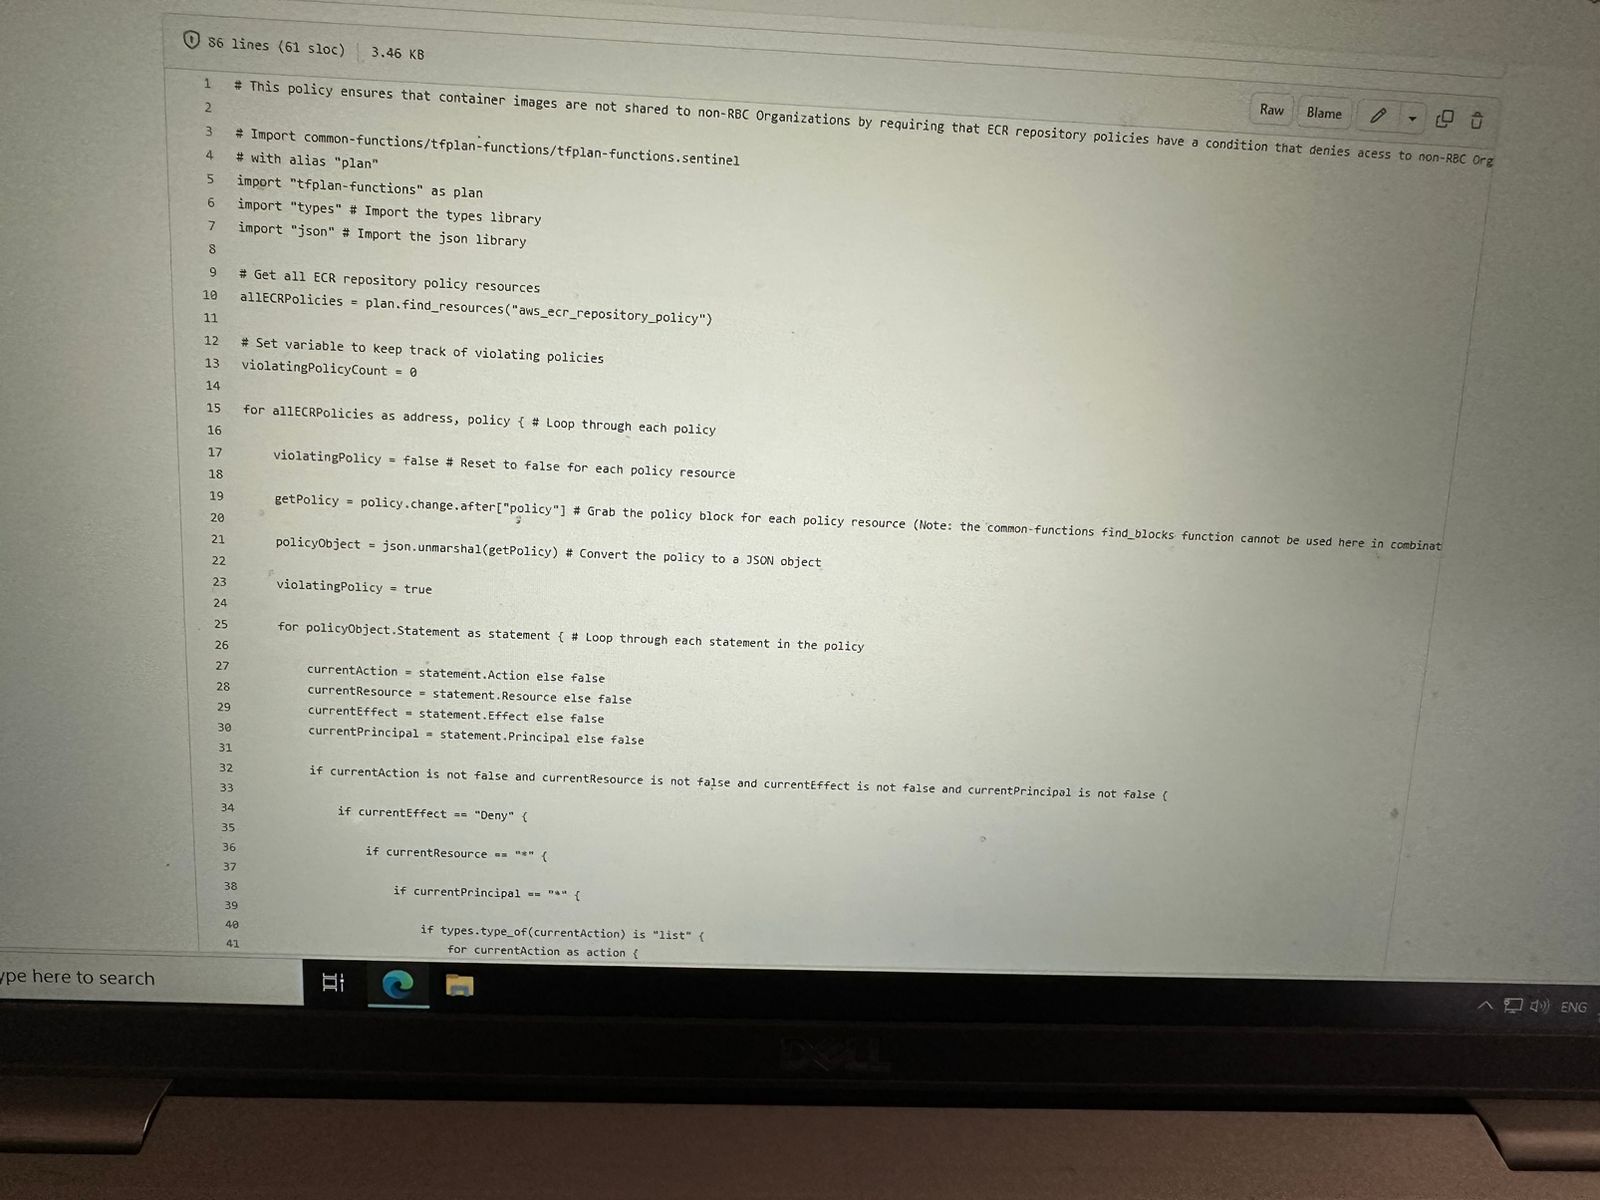 86 lines (61 sloc) 3.46 KB
Raw Blame
1 # This policy ensures that container images are not shared to non-RBC Organizations by requiring that ECR repository policies have a condition that denies acess to non-RBC Org
2
3 # Import common-functions/tfplan-functions/tfplan-functions.sentinel
4 # with alias "plan"
5 import "tfplan-functions" as plan
6 import "types" # Import the types library
7 import "json" # Import the json library
8
9 # Get all ECR repository policy resources
10 allECRPolicies = plan.find_resources("aws_ecr_repository_policy")
11
12 # Set variable to keep track of violating policies
13 violatingPolicyCount = 0
14
15 for allECRPolicies as address, policy { # Loop through each policy
16
17 violatingPolicy = false # Reset to false for each policy resource
18
19 getPolicy = policy.change.after["policy"] # Grab the policy block for each policy resource (Note: the common-functions find_blocks function cannot be used here in combinat
20
21 policyObject = json.unmarshal(getPolicy) # Convert the policy to a JSON object
22
23 violatingPolicy = true
24
25 for policyObject.Statement as statement { # Loop through each statement in the policy
26
27 currentAction = statement.Action else false
28 currentResource = statement.Resource else false
29 currentEffect = statement.Effect else false
30 currentPrincipal = statement.Principal else false
31
32 if currentAction is not false and currentResource is not false and currentEffect is not false and currentPrincipal is not false {
33
34 if currentEffect == "Deny" {
35
36 if currentResource == "*" {
37
38 if currentPrincipal == "*" {
39
40 if types.type_of(currentAction) is "list" {
41 for currentAction as action {
ype here to search
ENG
DELL